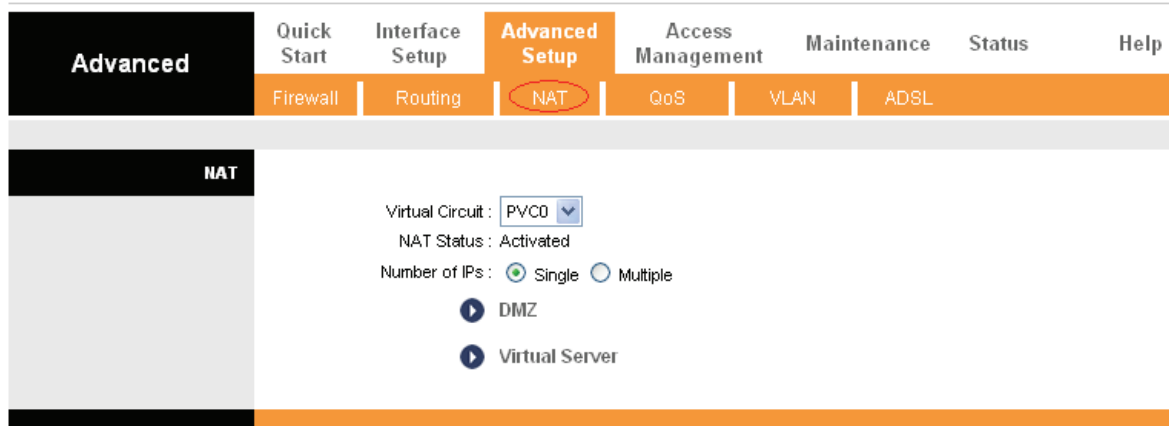 Advanced
Quick Start
Interface Setup
Advanced Setup
Access Management
Maintenance
Status
Help
Firewall
Routing
NAT
QoS
VLAN
ADSL
NAT
Virtual Circuit : PVC0
NAT Status : Activated
Number of IPs : Single Multiple
DMZ
Virtual Server